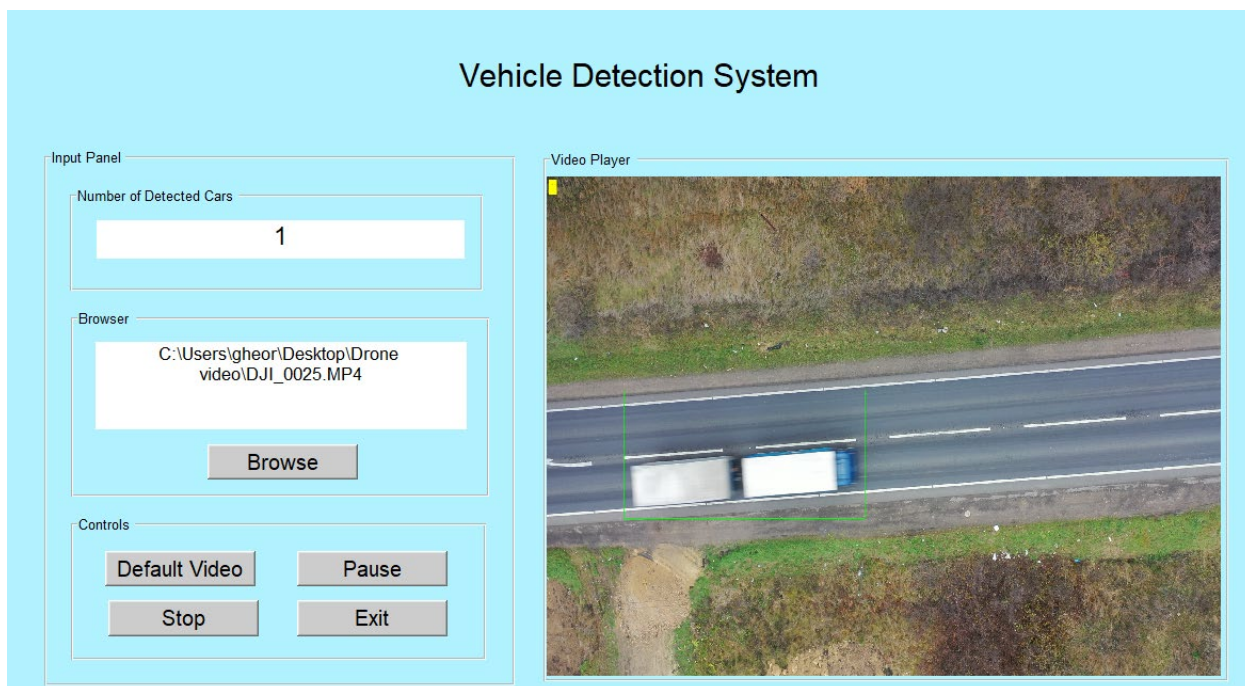 Vehicle Detection System
Input Panel
Number of Detected Cars
1
Browser
C:\Users\gheor\Desktop\Drone
video\DJI_0025.MP4
Browse
Controls
Default Video
Pause
Stop
Exit
Video Player